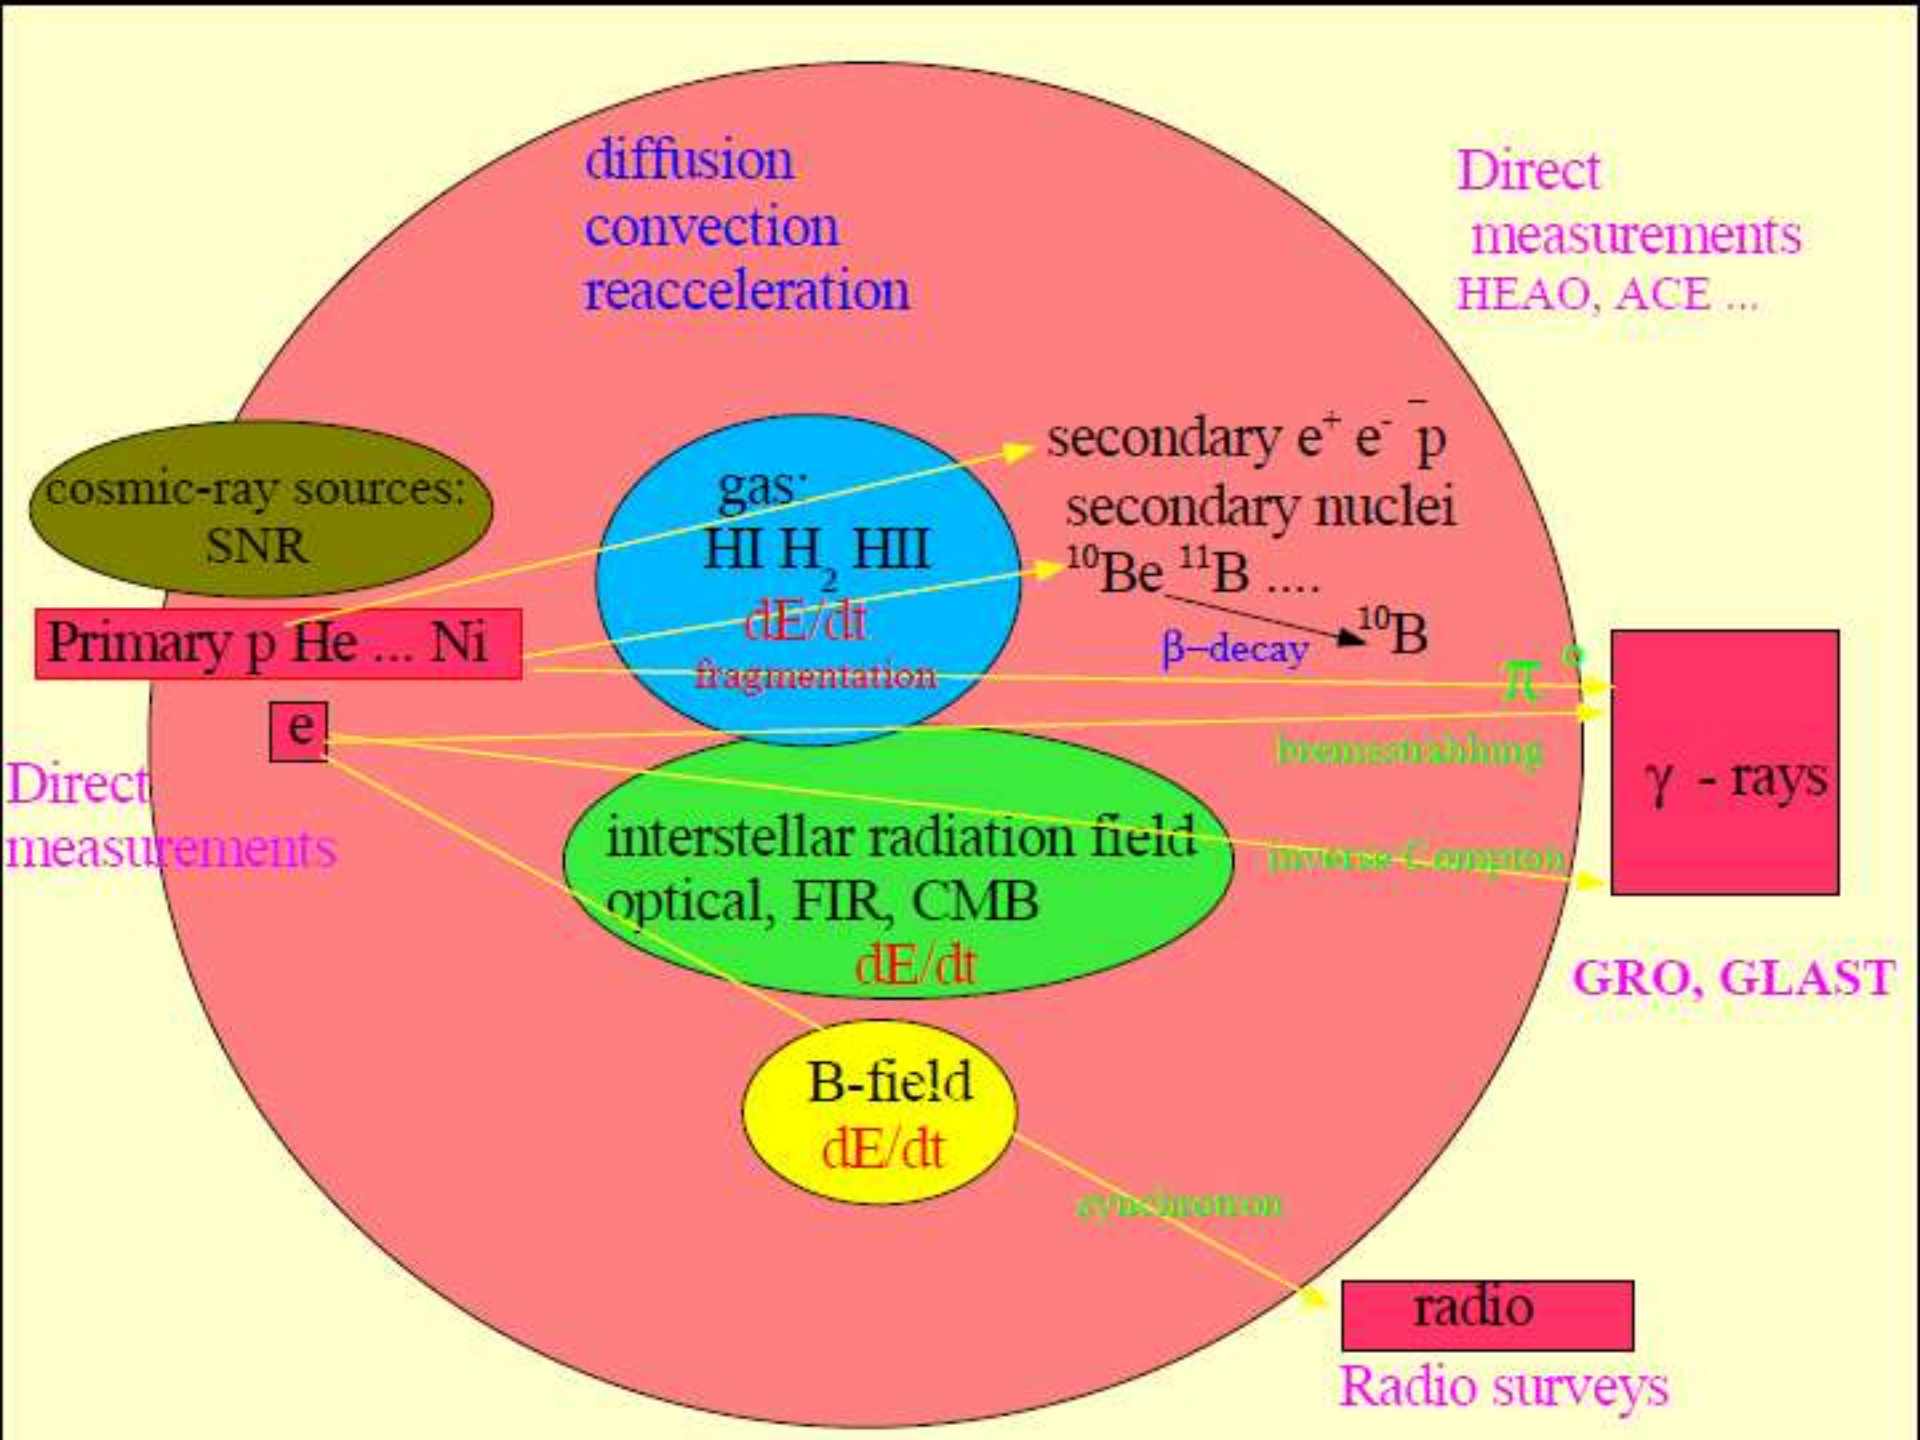 diffusion
convection
reacceleration
Direct
measurements
HEAO, ACE ...
cosmic-ray sources:
SNR
Primary p He ... Ni
e
Direct
measurements
gas:
HI H₂ HII
dE/dt
fragmentation
secondary e⁺ e⁻ p̄
secondary nuclei
¹⁰Be ¹¹B ....
¹⁰B
β–decay
π⁰
bremsstrahlung
inverse Compton
γ - rays
GRO, GLAST
interstellar radiation field
optical, FIR, CMB
dE/dt
B-field
dE/dt
synchrotron
radio
Radio surveys